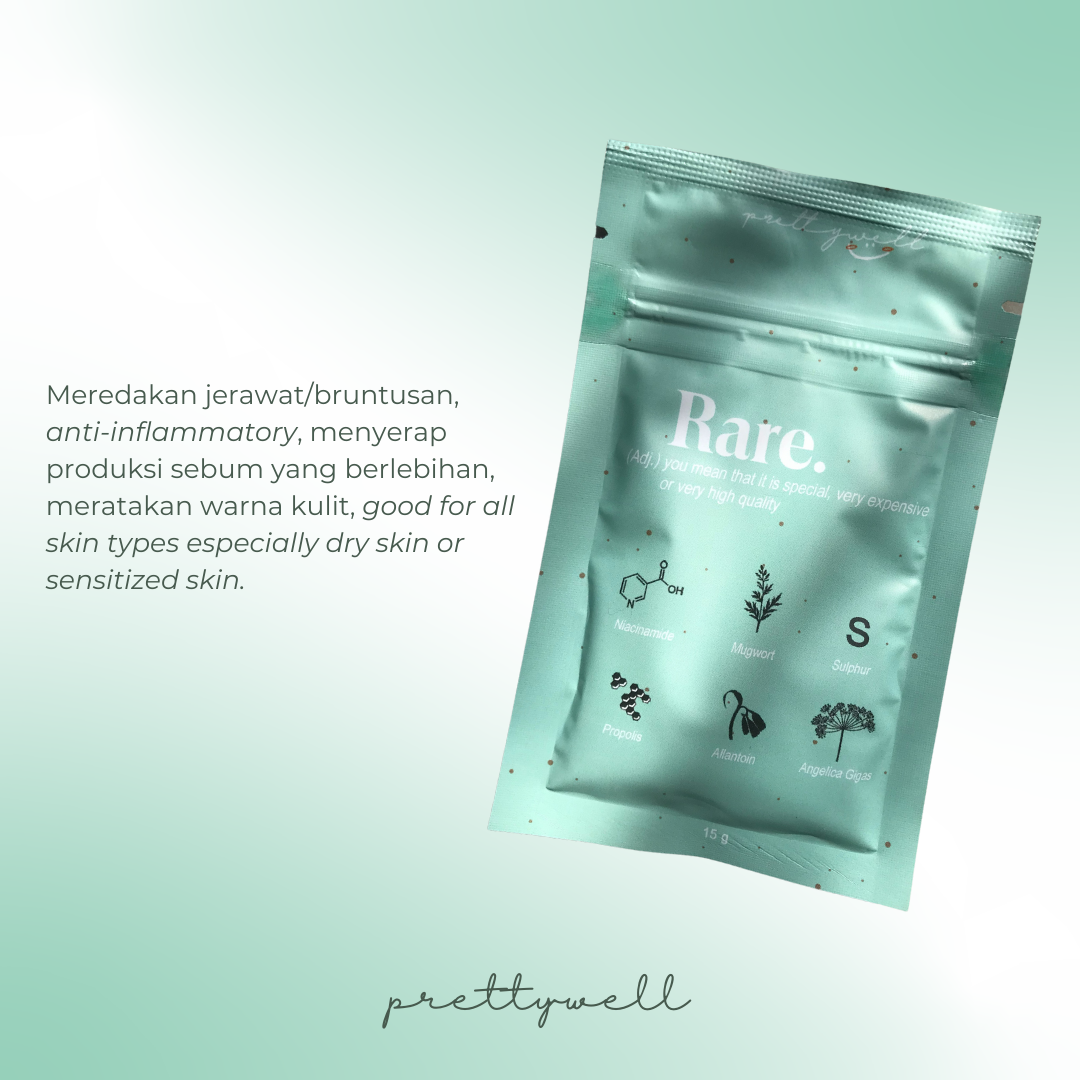 Meredakan jerawat/bruntusan,
anti-inflammatory, menyerap
produksi sebum yang berlebihan,
meratakan warna kulit, good for all
skin types especially dry skin or
sensitized skin.
prettywell
Rare.
(Adj.) you mean that it is special, very expensive
or very high quality
N
O
OH
Niacinamide
Mugwort
S
Sulphur
Propolis
Allantoin
Angelica Gigas
15 g
prettywell